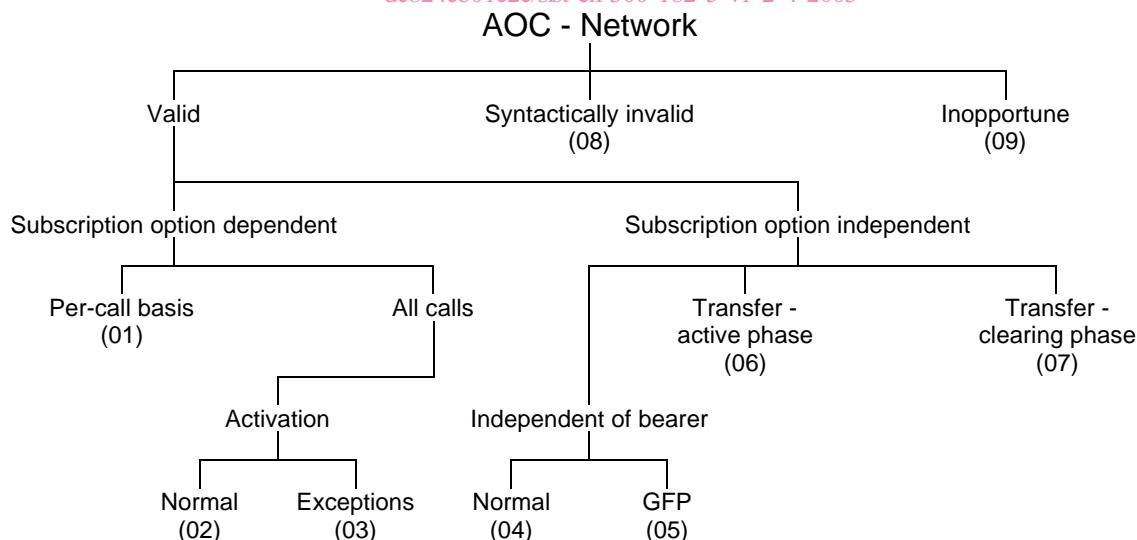 AOC - Network
Valid
Syntactically invalid
(08)
Inopportune
(09)
Subscription option dependent
Subscription option independent
Per-call basis
(01)
All calls
Transfer -
active phase
(06)
Transfer -
clearing phase
(07)
Activation
Independent of bearer
Normal
(02)
Exceptions
(03)
Normal
(04)
GFP
(05)